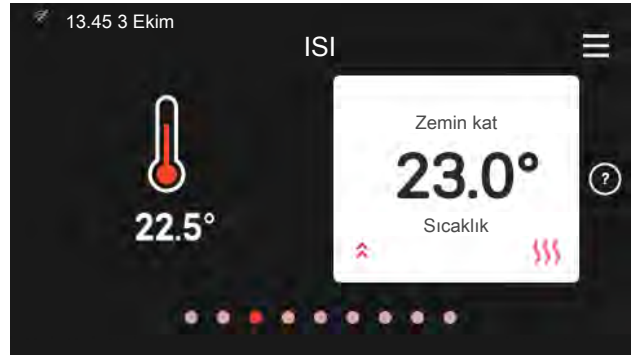 13.45 3 Ekim
ISI
Zemin kat
23.0°
Sıcaklık
22.5°
?